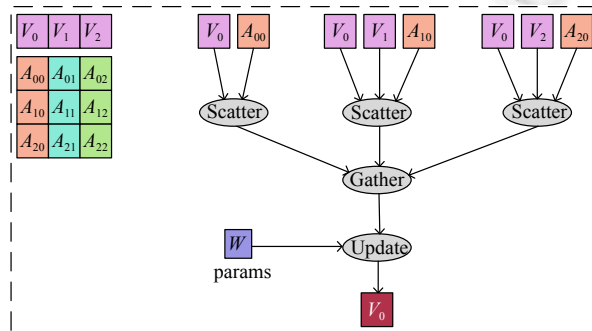 V0 V1 V2 V0 A00 V0 V1 A10 V0 V2 A20
A00 A01 A02
A10 A11 A12
A20 A21 A22
Scatter Scatter Scatter
Gather
W Update
params
V0